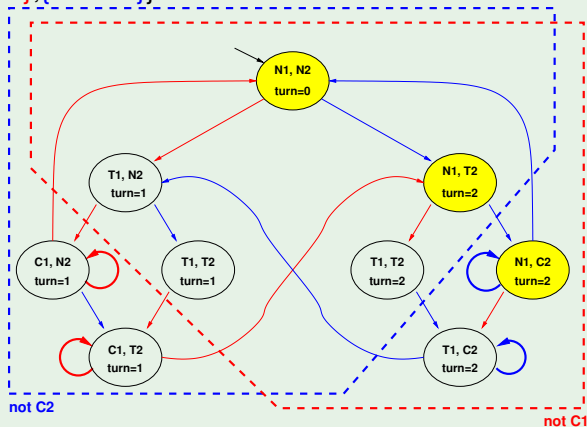 N1, N2
turn=0
T1, N2
turn=1
N1, T2
turn=2
C1, N2
turn=1
T1, T2
turn=1
T1, T2
turn=2
N1, C2
turn=2
C1, T2
turn=1
T1, C2
turn=2
not C2
not C1